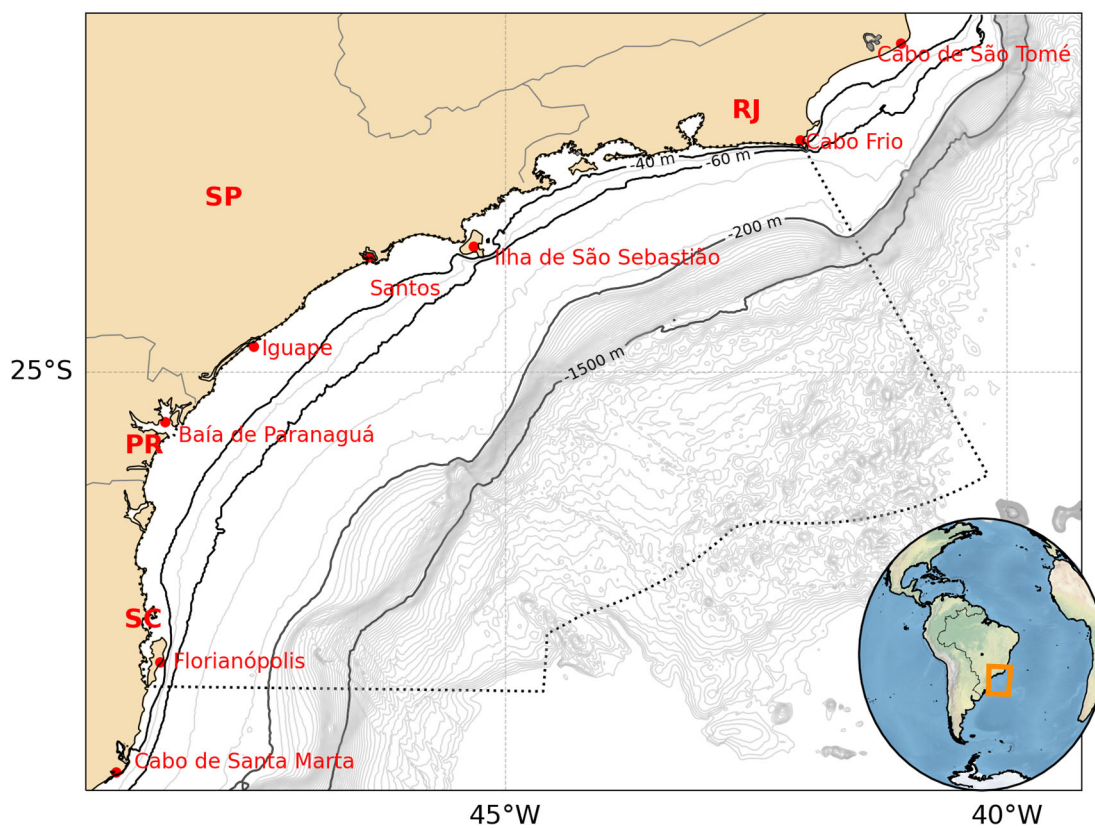 Cabo de São Tomé
RJ
Cabo Frio
-40 m
-60 m
SP
-200 m
Ilha de São Sebastião
Santos
Iguape
-1500 m
25°S
Baía de Paranaguá
PR
SC
Florianópolis
Cabo de Santa Marta
45°W
40°W